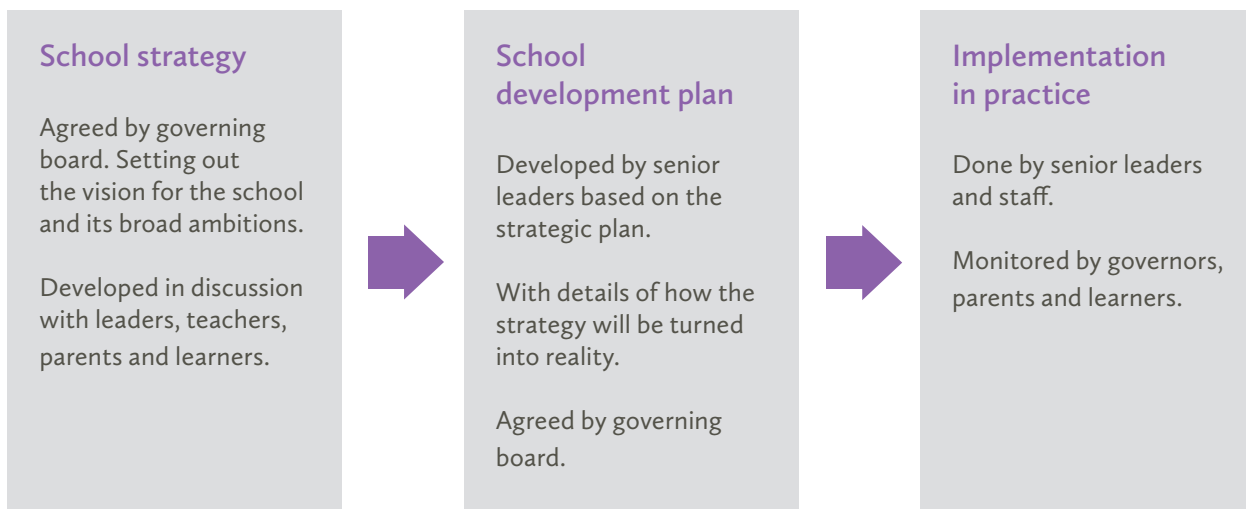 School strategy
Agreed by governing
board. Setting out
the vision for the school
and its broad ambitions.
Developed in discussion
with leaders, teachers,
parents and learners.
School
development plan
Developed by senior
leaders based on the
strategic plan.
With details of how the
strategy will be turned
into reality.
Agreed by governing
board.
Implementation
in practice
Done by senior leaders
and staff.
Monitored by governors,
parents and learners.